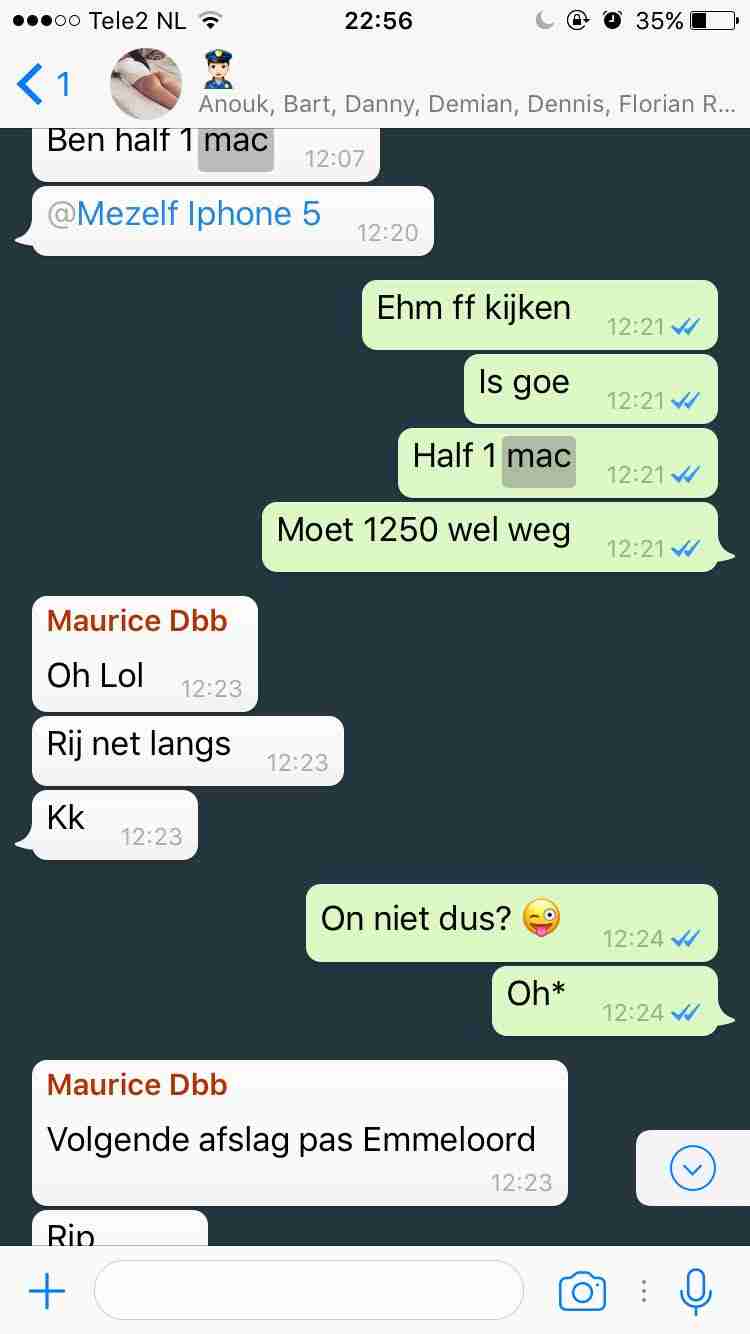 Tele2 NL 22:56 35%
1
Anouk, Bart, Danny, Demian, Dennis, Florian R...
Ben half 1 mac 12:07
@Mezelf Iphone 5 12:20
Ehm ff kijken 12:21
Is goe 12:21
Half 1 mac 12:21
Moet 1250 wel weg 12:21
Maurice Dbb
Oh Lol 12:23
Rij net langs 12:23
Kk 12:23
On niet dus? 😜 12:24
Oh* 12:24
Maurice Dbb
Volgende afslag pas Emmeloord
12:23
Rip